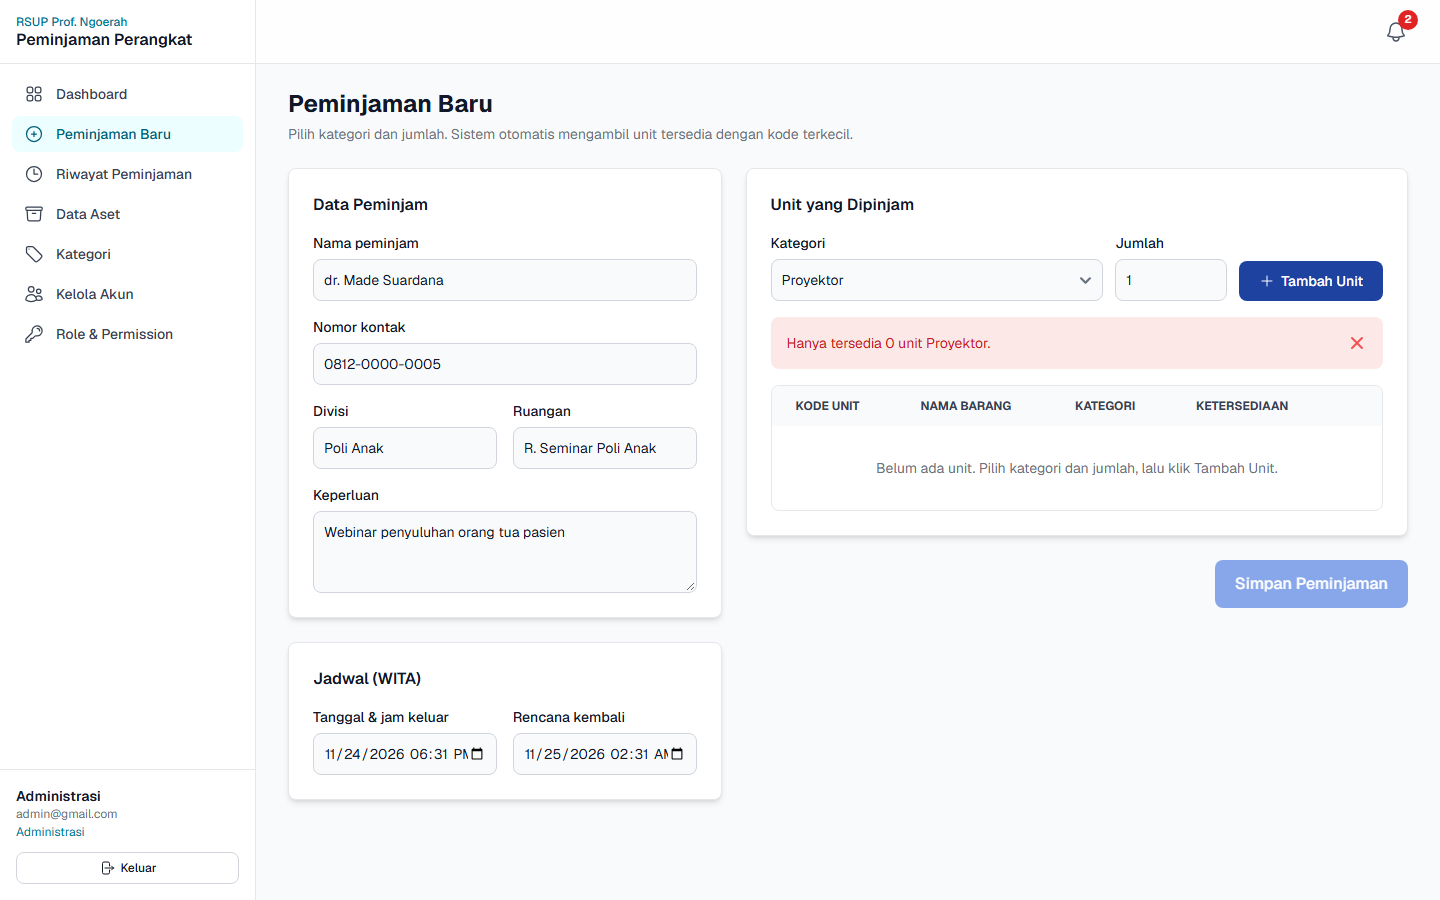 RSUP Prof. Ngoerah
Peminjaman Perangkat
2
Dashboard
Peminjaman Baru
Riwayat Peminjaman
Data Aset
Kategori
Kelola Akun
Role & Permission
Administrasi
admin@gmail.com
Administrasi
Keluar
Peminjaman Baru
Pilih kategori dan jumlah. Sistem otomatis mengambil unit tersedia dengan kode terkecil.
Data Peminjam
Nama peminjam
dr. Made Suardana
Nomor kontak
0812-0000-0005
Divisi Ruangan
Poli Anak R. Seminar Poli Anak
Keperluan
Webinar penyuluhan orang tua pasien
Jadwal (WITA)
Tanggal & jam keluar Rencana kembali
11/24/2026 06:31 PM 11/25/2026 02:31 AM
Unit yang Dipinjam
Kategori Jumlah
Proyektor 1 Tambah Unit
Hanya tersedia 0 unit Proyektor.
KODE UNIT NAMA BARANG KATEGORI KETERSEDIAAN
Belum ada unit. Pilih kategori dan jumlah, lalu klik Tambah Unit.
Simpan Peminjaman